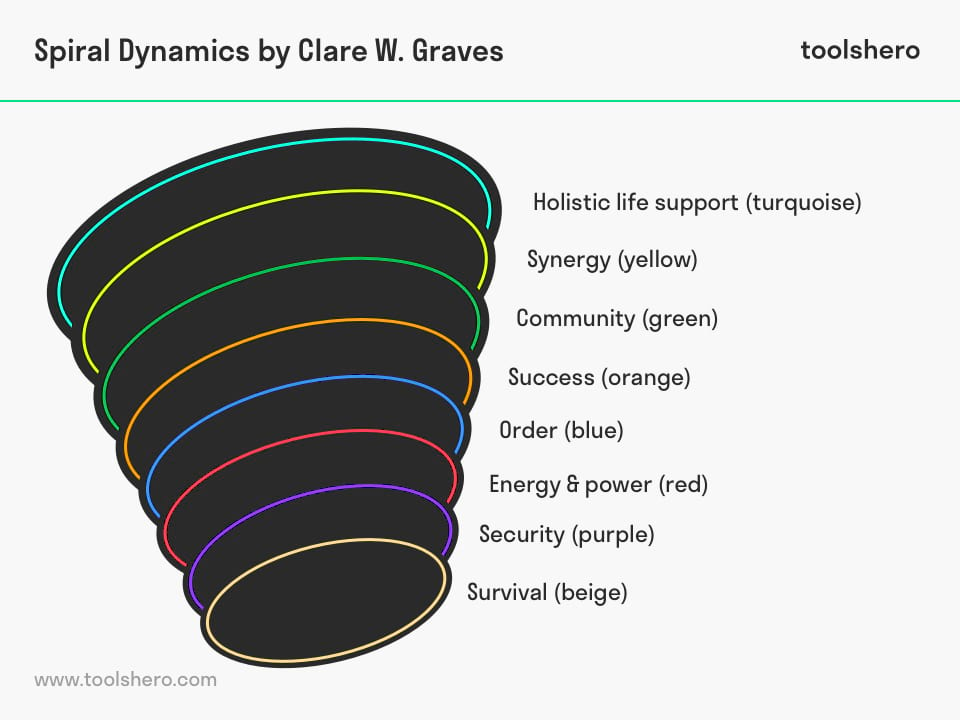 Spiral Dynamics by Clare W. Graves
toolshero
Holistic life support (turquoise)
Synergy (yellow)
Community (green)
Success (orange)
Order (blue)
Energy & power (red)
Security (purple)
Survival (beige)
www.toolshero.com